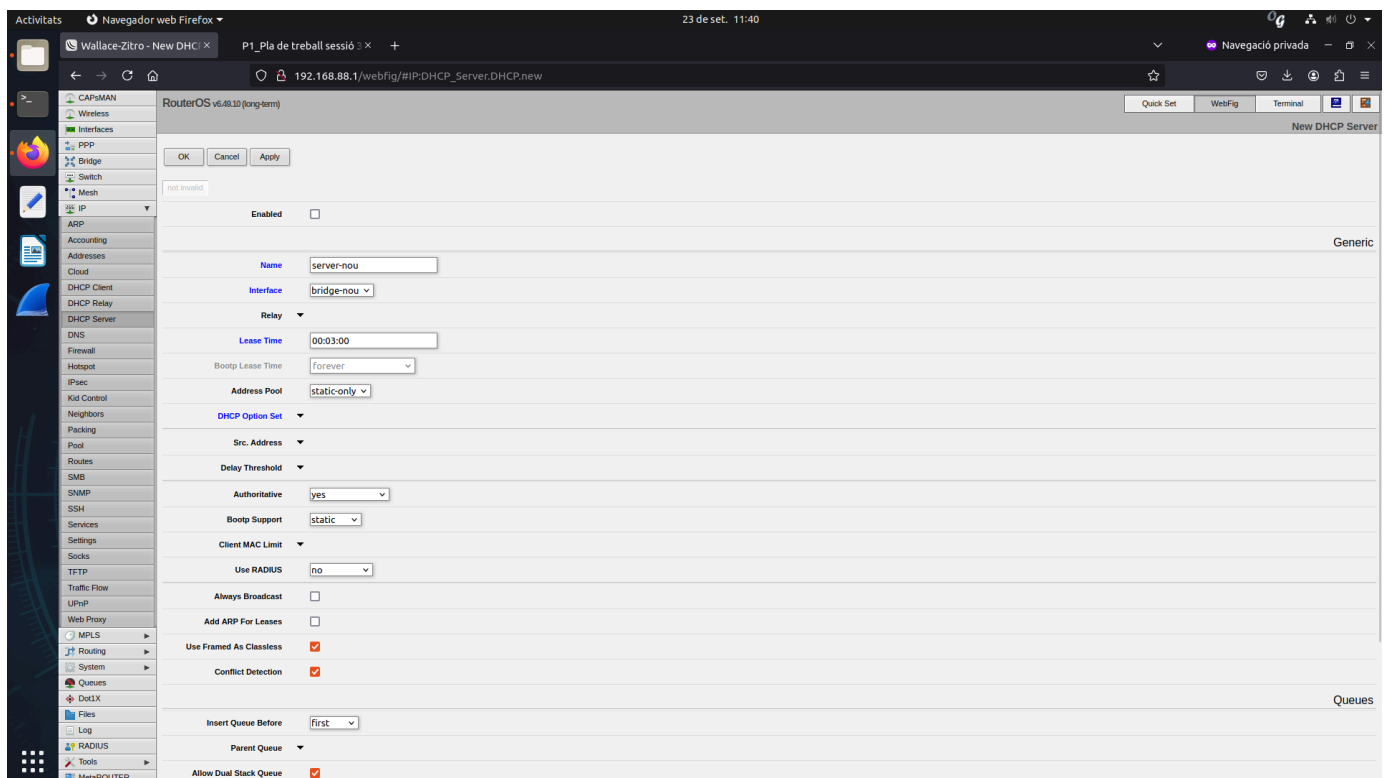 Activitats Navegador web Firefox 23 de set. 11:40
Wallace-Zitro - New DHC P1_Pla de treball sessió 3 Navegació privada
192.168.88.1/webfig/#IP:DHCP_Server.DHCP.new
RouterOS v6.49.10 (long-term) Quick Set WebFig Terminal
New DHCP Server
CAPsMAN
Wireless
Interfaces
PPP
Bridge
Switch
Mesh
IP
ARP
Accounting
Addresses
Cloud
DHCP Client
DHCP Relay
DHCP Server
DNS
Firewall
Hotspot
IPsec
Kid Control
Neighbors
Packing
Pool
Routes
SMB
SNMP
SSH
Services
Settings
Socks
TFTP
Traffic Flow
UPnP
Web Proxy
MPLS
Routing
System
Queues
Dot1X
Files
Log
RADIUS
Tools
MetaROUTER
OK Cancel Apply
not invalid
Enabled
Generic
Name server-nou
Interface bridge-nou
Relay
Lease Time 00:03:00
Bootp Lease Time forever
Address Pool static-only
DHCP Option Set
Src. Address
Delay Threshold
Authoritative yes
Bootp Support static
Client MAC Limit
Use RADIUS no
Always Broadcast
Add ARP For Leases
Use Framed As Classless
Conflict Detection
Queues
Insert Queue Before first
Parent Queue
Allow Dual Stack Queue